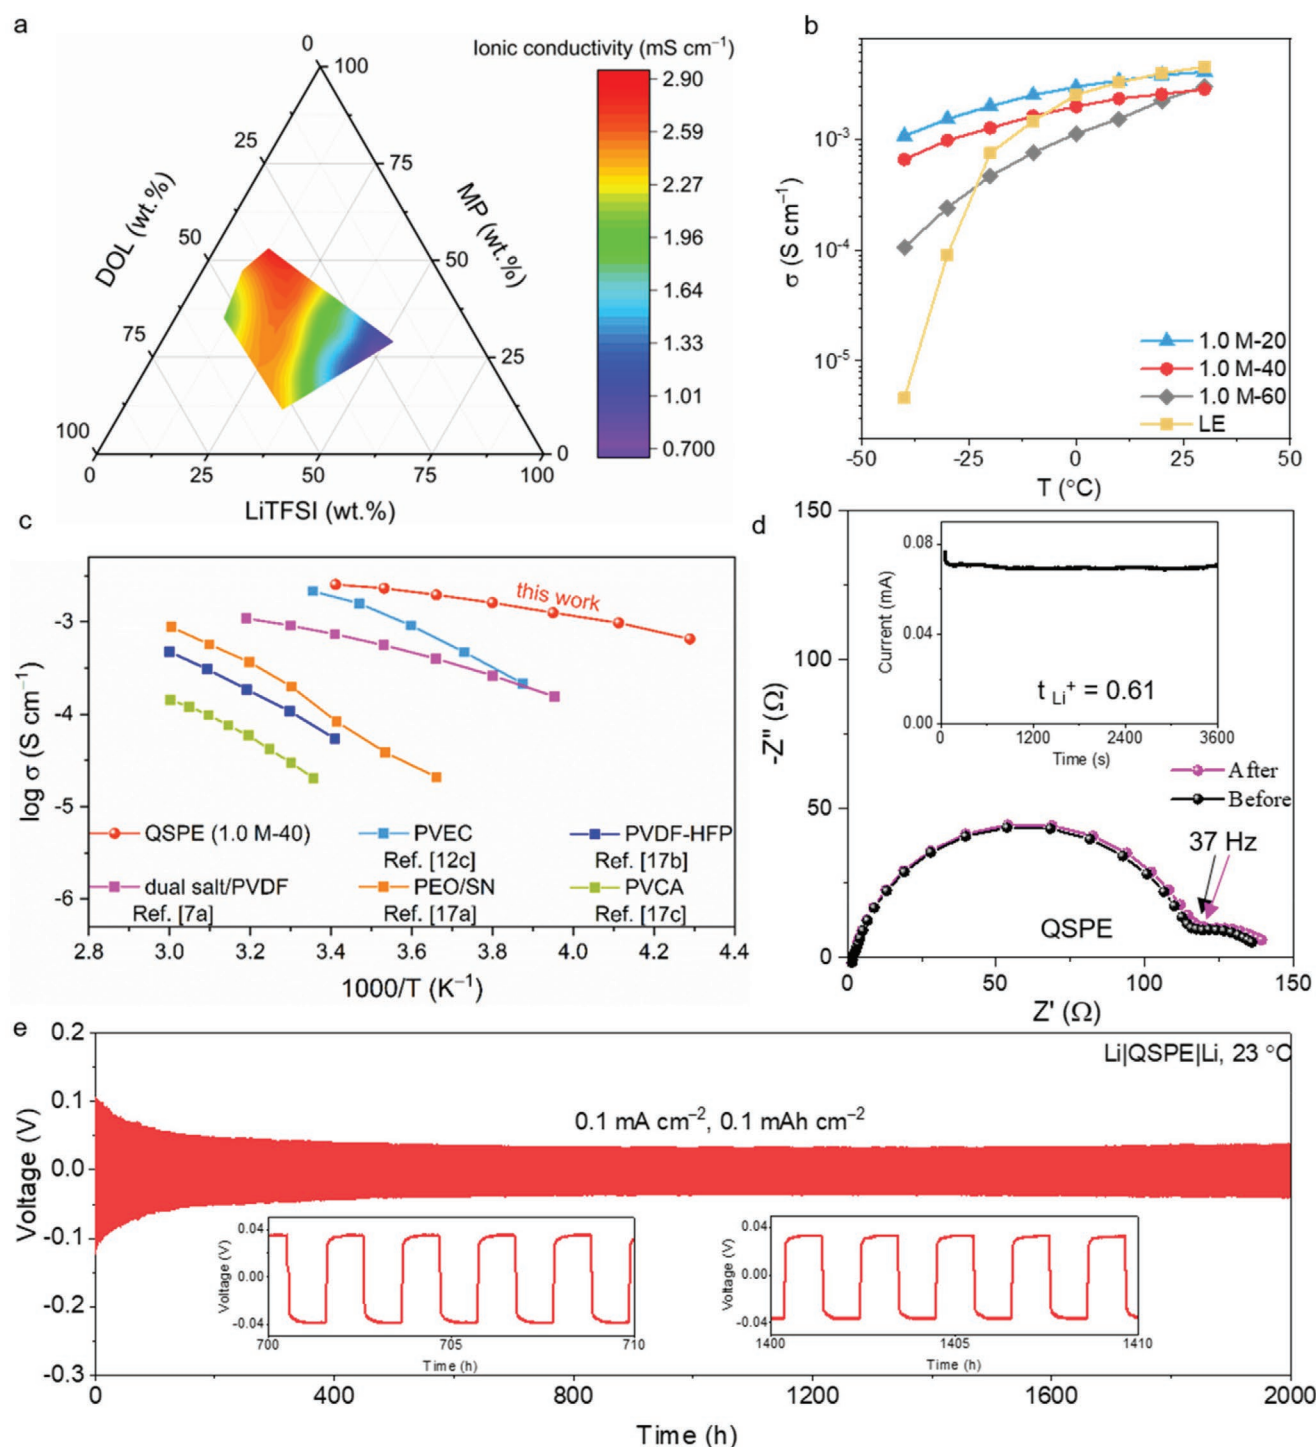 a
Ionic conductivity (mS cm⁻¹)
0
100
25
75
DOL (wt.%)
MP (wt.%)
50
50
75
25
100
0
0
25
50
75
100
LiTFSI (wt.%)
2.90
2.59
2.27
1.96
1.64
1.33
1.01
0.700
b
σ (S cm⁻¹)
10⁻³
10⁻⁴
10⁻⁵
1.0 M-20
1.0 M-40
1.0 M-60
LE
-50
-25
0
25
50
T (°C)
c
log σ (S cm⁻¹)
-3
-4
-5
-6
this work
QSPE (1.0 M-40)
PVEC
Ref. [12c]
PVDF-HFP
Ref. [17b]
dual salt/PVDF
Ref. [7a]
PEO/SN
Ref. [17a]
PVCA
Ref. [17c]
2.8
3.0
3.2
3.4
3.6
3.8
4.0
4.2
4.4
1000/T (K⁻¹)
d
-Z" (Ω)
150
100
50
0
Current (mA)
0.08
0.04
0.00
t Li⁺ = 0.61
0
1200
2400
3600
Time (s)
After
Before
37 Hz
QSPE
0
50
100
150
Z' (Ω)
e
Voltage (V)
0.2
0.1
0.0
-0.1
-0.2
-0.3
Li|QSPE|Li, 23 °C
0.1 mA cm⁻², 0.1 mAh cm⁻²
Voltage (V)
0.04
0.00
-0.04
700
705
710
Time (h)
Voltage (V)
0.04
0.00
-0.04
1400
1405
1410
Time (h)
0
400
800
1200
1600
2000
Time (h)